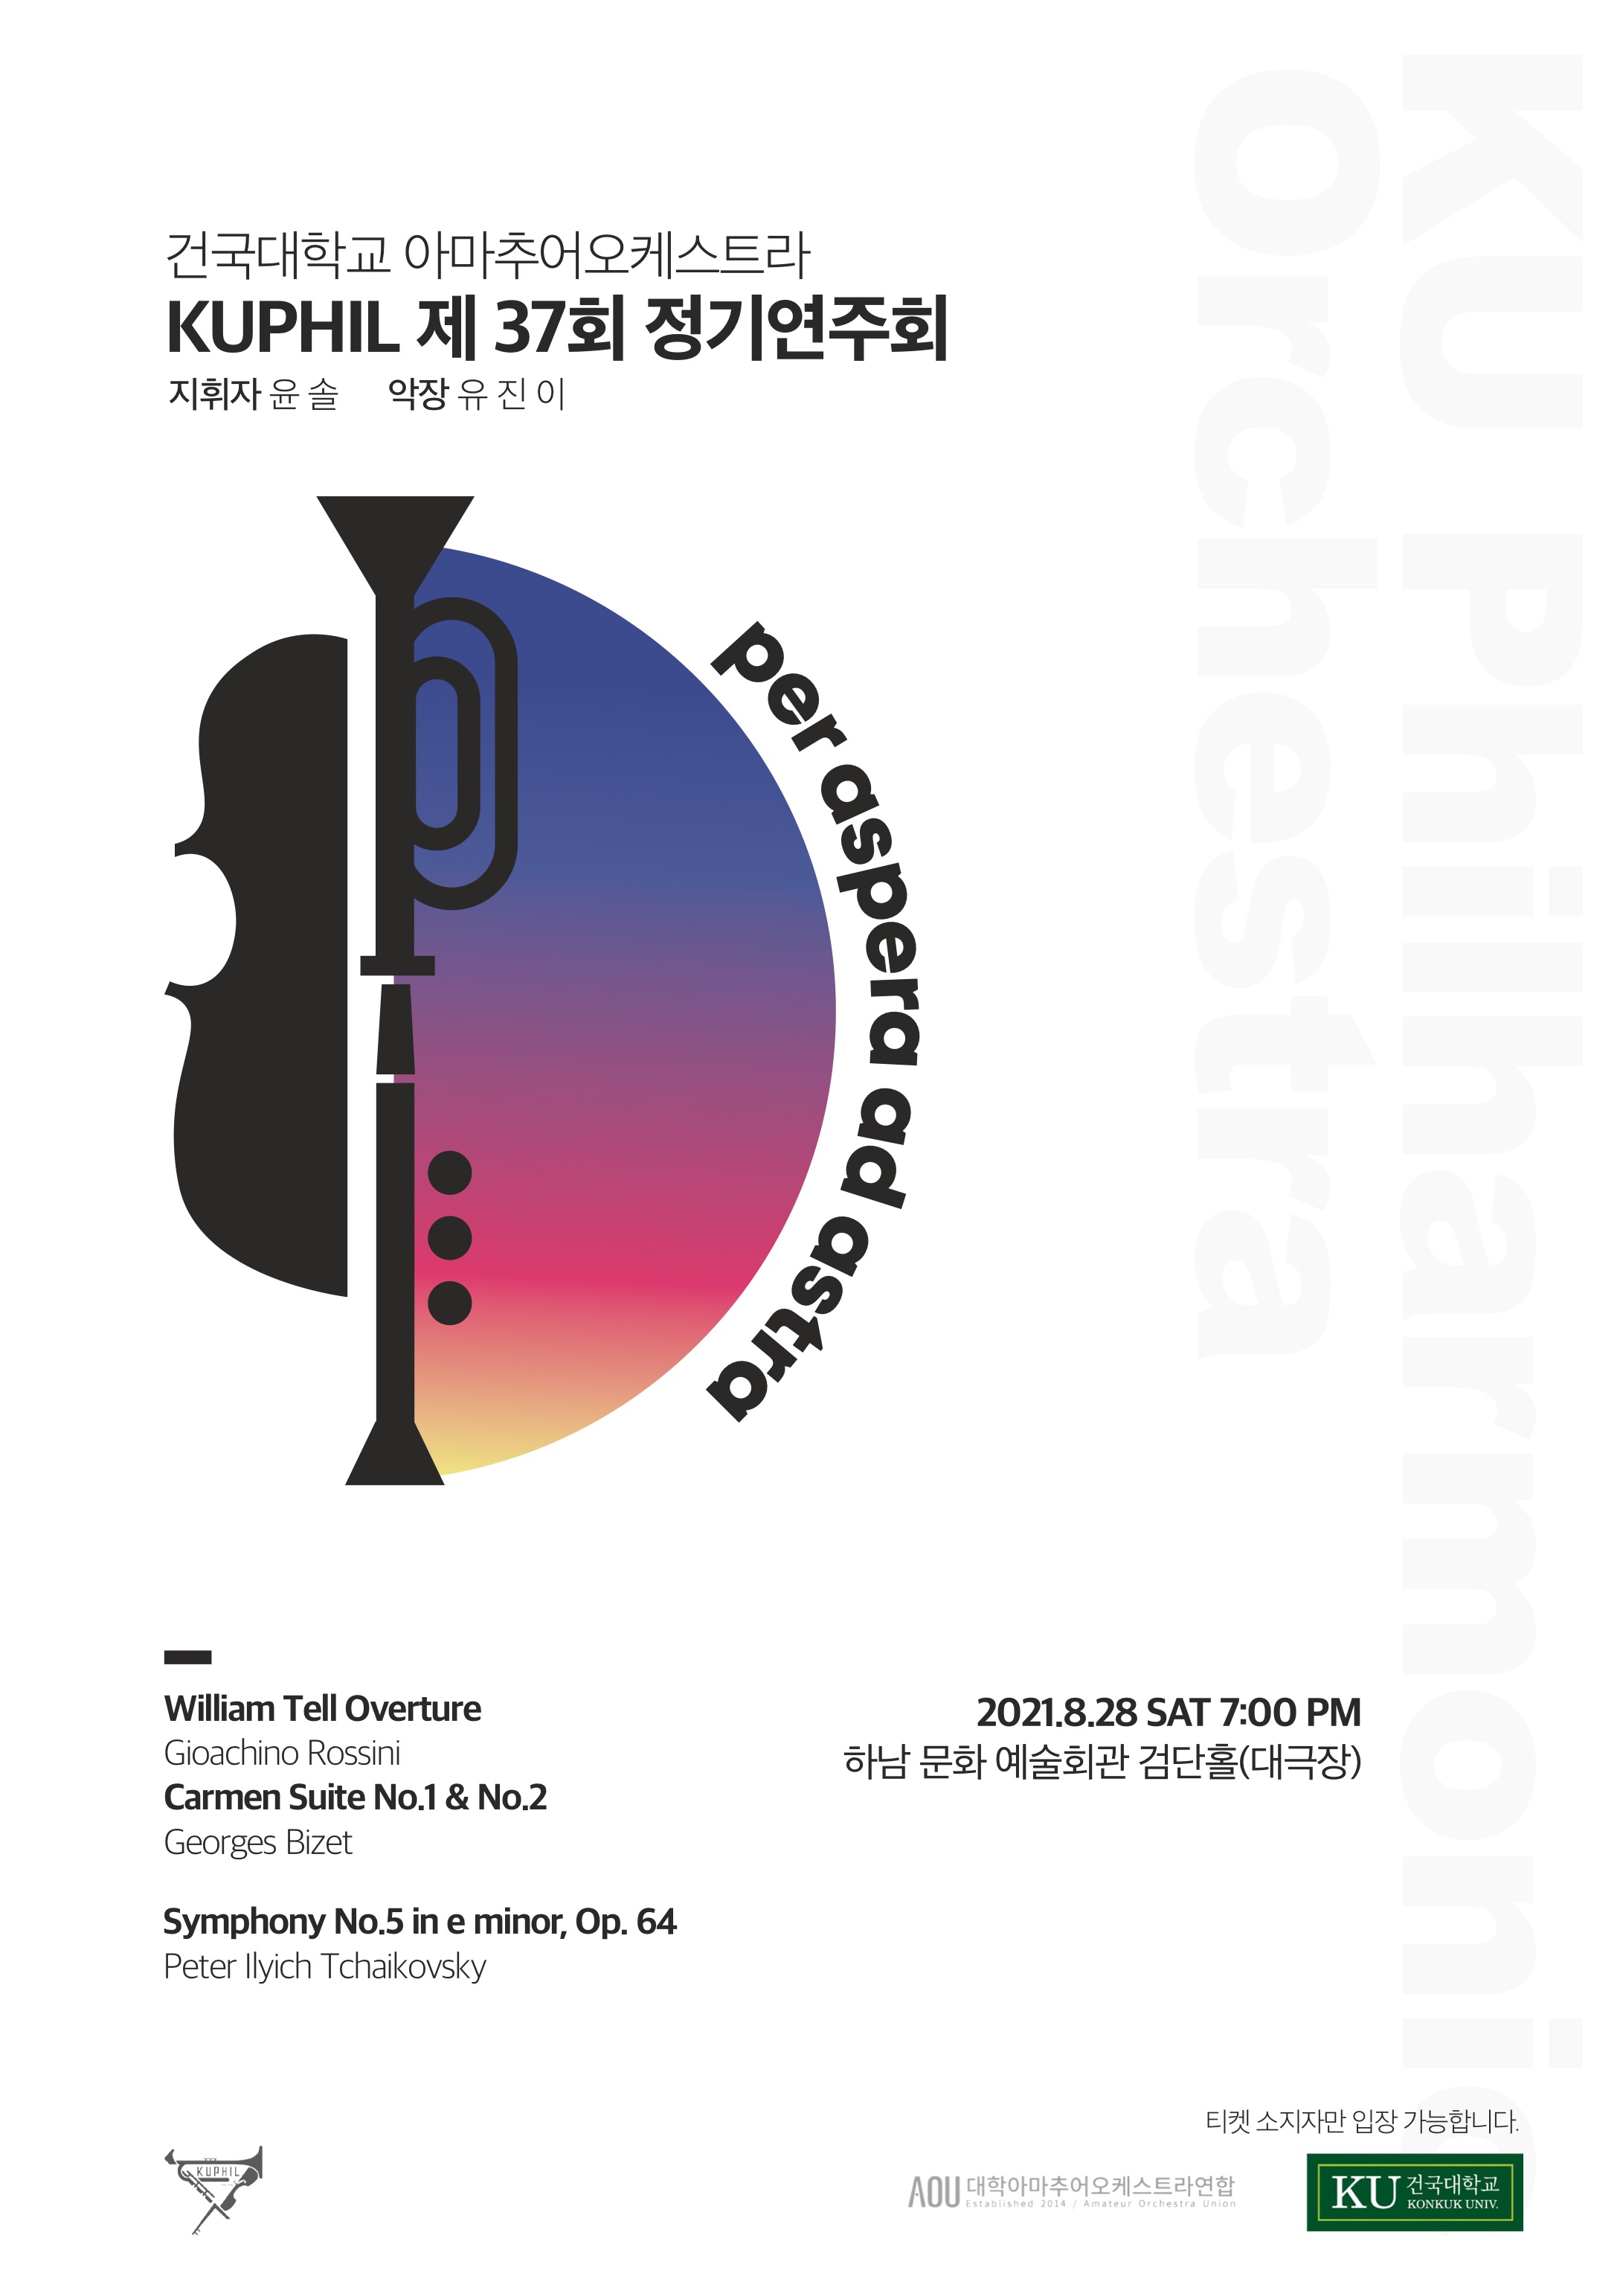 건국대학교 아마추어오케스트라
KUPHIL 제 37회 정기연주회
지휘자 윤 솔 악장 유 진 이
per aspera ad astra
KU Philharmonic
Orchestra
William Tell Overture
Gioachino Rossini
Carmen Suite No.1 & No.2
Georges Bizet
Symphony No.5 in e minor, Op. 64
Peter Ilyich Tchaikovsky
2021.8.28 SAT 7:00 PM
하남 문화 예술회관 검단홀(대극장)
티켓 소지자만 입장 가능합니다.
KUPHIL
AOU 대학아마추어오케스트라연합
Established 2014 / Amateur Orchestra Union
KU 건국대학교
KONKUK UNIV.